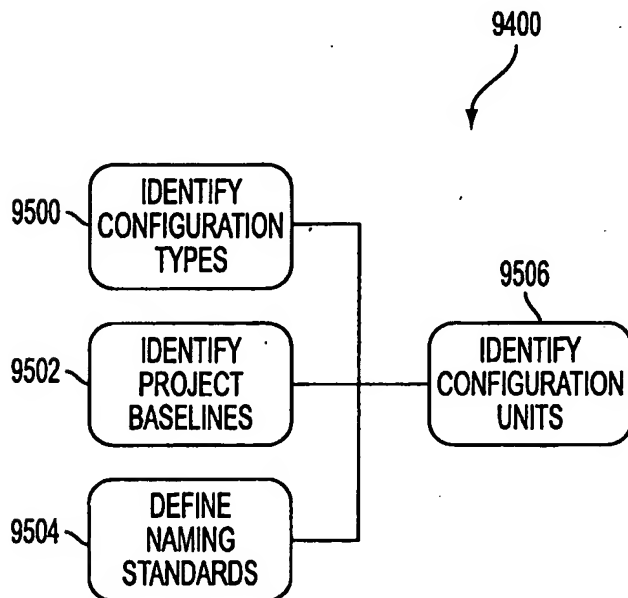 9400
9500
IDENTIFY
CONFIGURATION
TYPES
9502
IDENTIFY
PROJECT
BASELINES
9504
DEFINE
NAMING
STANDARDS
9506
IDENTIFY
CONFIGURATION
UNITS